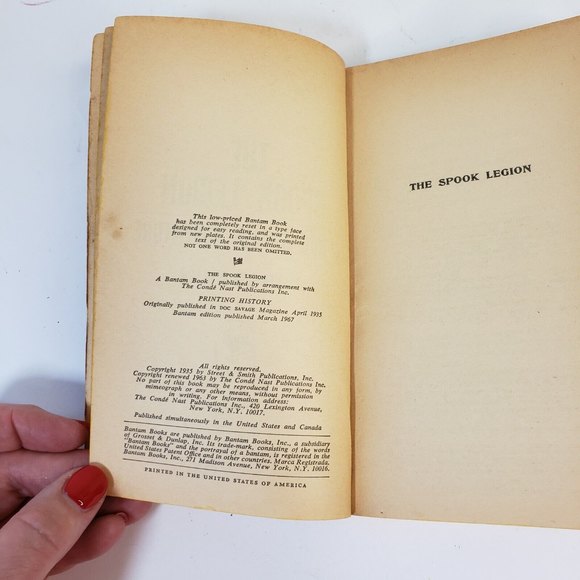 This low-priced Bantam Book
has been completely reset in a type face
designed for easy reading, and was printed
from new plates. It contains the complete
text of the original edition.
NOT ONE WORD HAS BEEN OMITTED.
THE SPOOK LEGION
A Bantam Book / published by arrangement with
The Condé Nast Publications Inc.
PRINTING HISTORY
Originally published in DOC SAVAGE Magazine April 1935
Bantam edition published March 1967
All rights reserved.
Copyright 1935 by Street & Smith Publications, Inc.
Copyright renewed 1963 by The Condé Nast Publications Inc.
No part of this book may be reproduced in any form, by
mimeograph or any other means, without permission
in writing. For information address:
The Condé Nast Publications Inc., 420 Lexington Avenue,
New York, N.Y. 10017.
Published simultaneously in the United States and Canada
Bantam Books are published by Bantam Books, Inc., a subsidiary
of Grosset & Dunlap, Inc. Its trade-mark, consisting of the words
"Bantam Books" and the portrayal of a bantam, is registered in the
United States Patent Office and in other countries. Marca Registrada.
Bantam Books, Inc., 271 Madison Avenue, New York, N.Y. 10016.
PRINTED IN THE UNITED STATES OF AMERICA
THE SPOOK LEGION